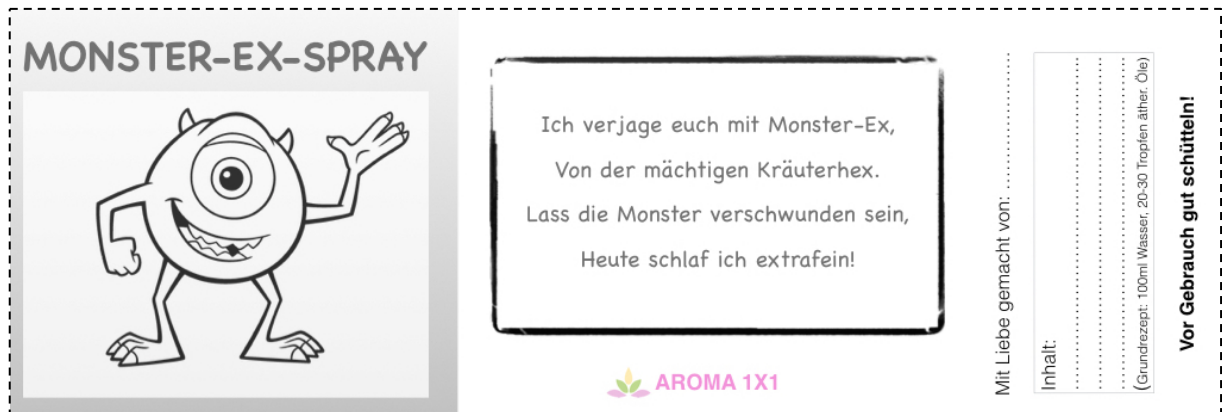 MONSTER-EX-SPRAY
Ich verjage euch mit Monster-Ex,
Von der mächtigen Kräuterhex.
Lass die Monster verschwunden sein,
Heute schlaf ich extrafein!
AROMA 1X1
Mit Liebe gemacht von: ................................
Inhalt:
................................................................
................................................................
................................................................
(Grundrezept: 100ml Wasser, 20-30 Tropfen äther. Öle)
Vor Gebrauch gut schütteln!